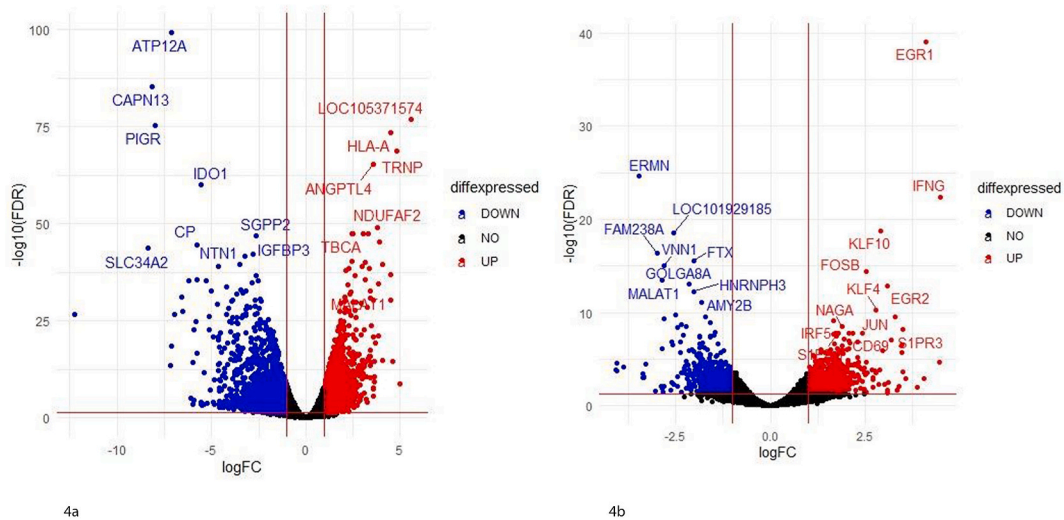 100
ATP12A
CAPN13
LOC105371574
PIGR
HLA-A
TRNP
IDO1
ANGPTL4
SGPP2
NDUFAF2
CP
NTN1
IGFBP3
TBCA
SLC34A2
75
50
25
0
-log10(FDR)
-10
-5
0
5
logFC
diffexpressed
a DOWN
a NO
a UP
4a
40
EGR1
30
ERMN
IFNG
LOC101929185
20
FAM238A
VNN1
FTX
KLF10
FOSB
GOLGA8A
HNRNPH3
KLF4
EGR2
MALAT1
AMY2B
NAGA
10
IRF5
JUN
CD69
S1PR3
0
-log10(FDR)
-2.5
0.0
2.5
logFC
diffexpressed
a DOWN
a NO
a UP
4b